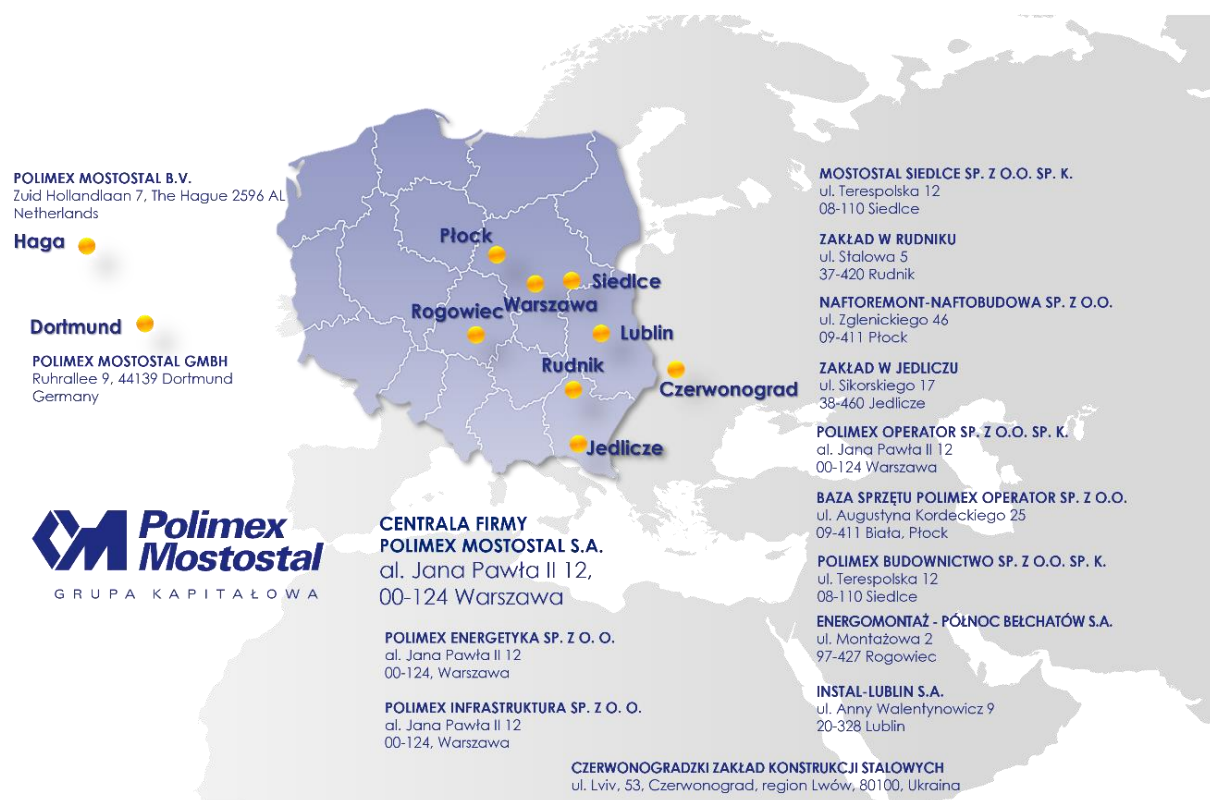 POLIMEX MOSTOSTAL B.V.
Zuid Hollandlaan 7, The Hague 2596 AL
Netherlands
Haga
Dortmund
POLIMEX MOSTOSTAL GMBH
Ruhrallee 9, 44139 Dortmund
Germany
Płock
Siedlce
Warszawa
Rogowiec
Lublin
Rudnik
Czerwonograd
Jedlicze
Polimex
Mostostal
GRUPA KAPITAŁOWA
CENTRALA FIRMY
POLIMEX MOSTOSTAL S.A.
al. Jana Pawła II 12,
00-124 Warszawa
POLIMEX ENERGETYKA SP. Z O. O.
al. Jana Pawła II 12
00-124, Warszawa
POLIMEX INFRASTRUKTURA SP. Z O. O.
al. Jana Pawła II 12
00-124, Warszawa
MOSTOSTAL SIEDLCE SP. Z O.O. SP. K.
ul. Terespolska 12
08-110 Siedlce
ZAKŁAD W RUDNIKU
ul. Stalowa 5
37-420 Rudnik
NAFTOREMONT-NAFTOBUDOWA SP. Z O.O.
ul. Zglenickiego 46
09-411 Płock
ZAKŁAD W JEDLICZU
ul. Sikorskiego 17
38-460 Jedlicze
POLIMEX OPERATOR SP. Z O.O. SP. K.
al. Jana Pawła II 12
00-124 Warszawa
BAZA SPRZĘTU POLIMEX OPERATOR SP. Z O.O.
ul. Augustyna Kordeckiego 25
09-411 Biała, Płock
POLIMEX BUDOWNICTWO SP. Z O.O. SP. K.
ul. Terespolska 12
08-110 Siedlce
ENERGOMONTAŻ - PÓŁNOC BEŁCHATÓW S.A.
ul. Montażowa 2
97-427 Rogowiec
INSTAL-LUBLIN S.A.
ul. Anny Walentynowicz 9
20-328 Lublin
CZERWONOGRADZKI ZAKŁAD KONSTRUKCJI STALOWYCH
ul. Lviv, 53, Czerwonograd, region Lwów, 80100, Ukraina